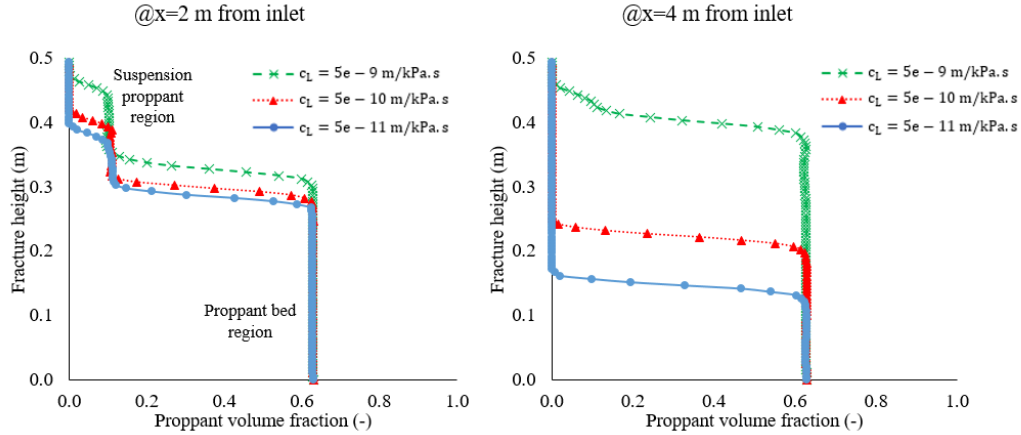 @x=2 m from inlet
0.5
0.4
0.3
0.2
0.1
0.0
Fracture height (m)
Suspension
proppant
region
c_L = 5e − 9 m/kPa.s
c_L = 5e − 10 m/kPa.s
c_L = 5e − 11 m/kPa.s
Proppant bed
region
0.0 0.2 0.4 0.6 0.8 1.0
Proppant volume fraction (-)
@x=4 m from inlet
0.5
0.4
0.3
0.2
0.1
0.0
Fracture height (m)
c_L = 5e − 9 m/kPa.s
c_L = 5e − 10 m/kPa.s
c_L = 5e − 11 m/kPa.s
0.0 0.2 0.4 0.6 0.8 1.0
Proppant volume fraction (-)